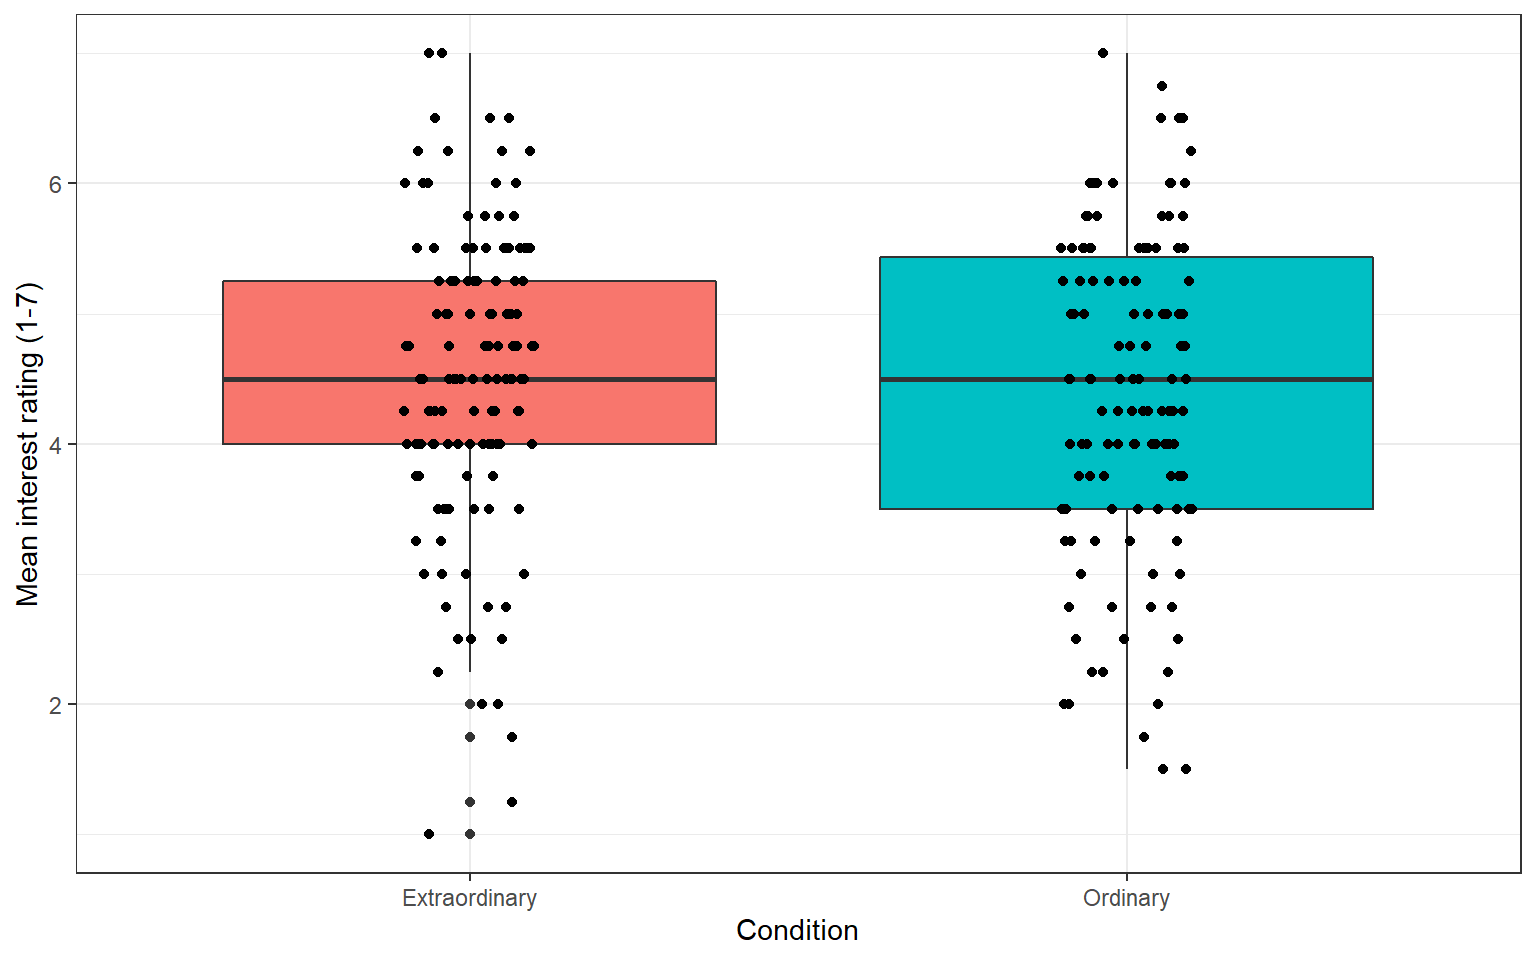 Mean interest rating (1-7)
6
4
2
Extraordinary
Ordinary
Condition